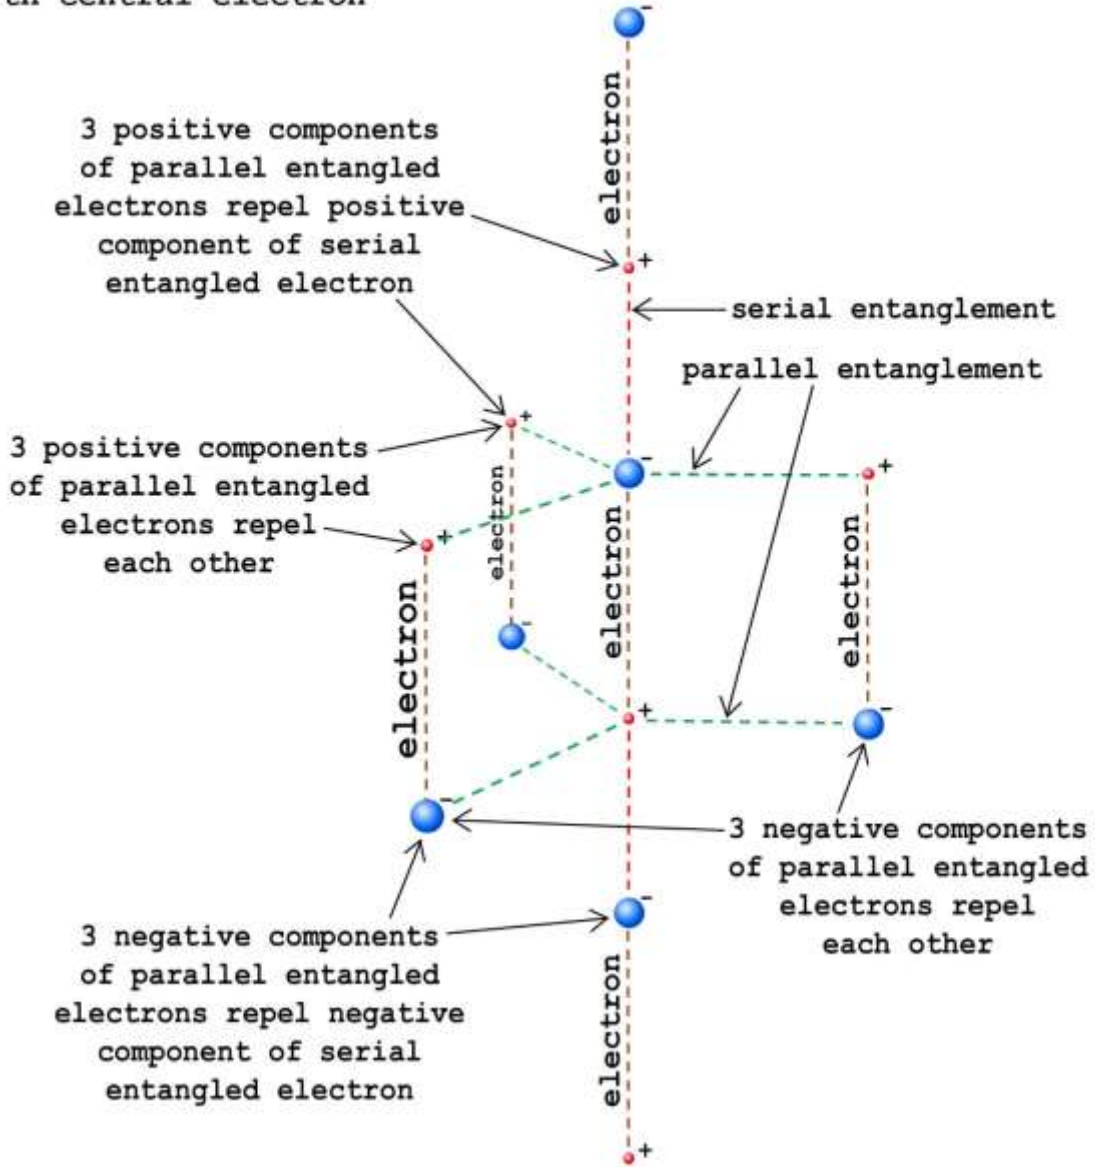 central electron
-
electron
3 positive components
of parallel entangled
electrons repel positive
component of serial
entangled electron
+
serial entanglement
parallel entanglement
+
3 positive components
of parallel entangled
electrons repel
each other
-
+
electron
+
electron
electron
electron
electron
-
+
-
-
3 negative components
of parallel entangled
electrons repel
each other
-
3 negative components
of parallel entangled
electrons repel negative
component of serial
entangled electron
electron
+